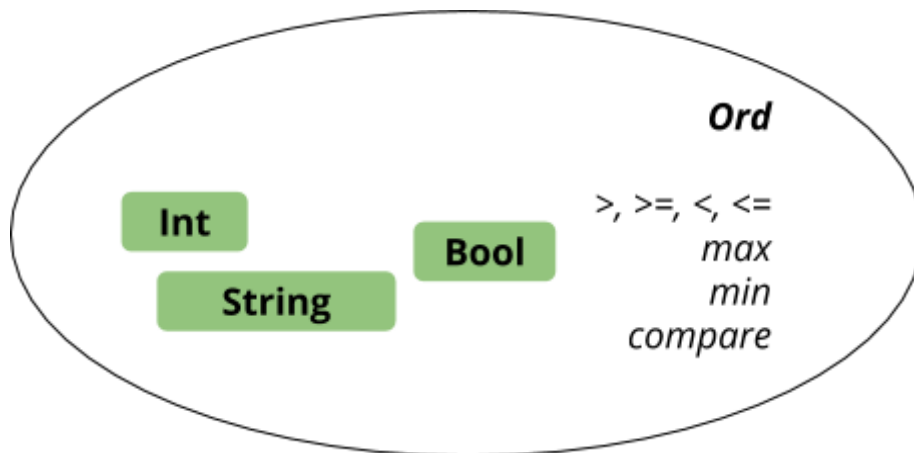 Ord
Int
String
Bool
>, >=, <, <=
max
min
compare